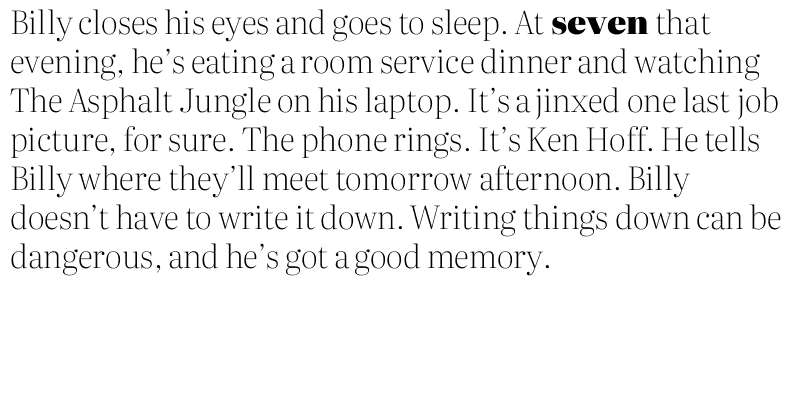 Billy closes his eyes and goes to sleep. At seven that
evening, he’s eating a room service dinner and watching
The Asphalt Jungle on his laptop. It’s a jinxed one last job
picture, for sure. The phone rings. It’s Ken Hoff. He tells
Billy where they’ll meet tomorrow afternoon. Billy
doesn’t have to write it down. Writing things down can be
dangerous, and he’s got a good memory.